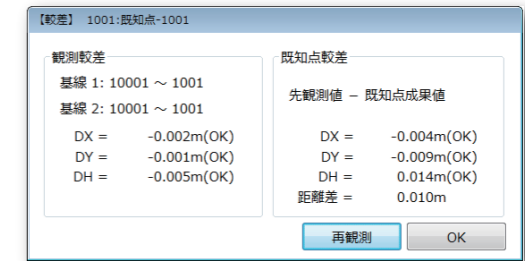 【較差】 1001:既知点-1001
観測較差
基線 1: 10001 ～ 1001
基線 2: 10001 ～ 1001
DX = -0.002m(OK)
DY = -0.001m(OK)
DH = -0.005m(OK)
既知点較差
先観測値 － 既知点成果値
DX = -0.004m(OK)
DY = -0.009m(OK)
DH = 0.014m(OK)
距離差 = 0.010m
再観測
OK